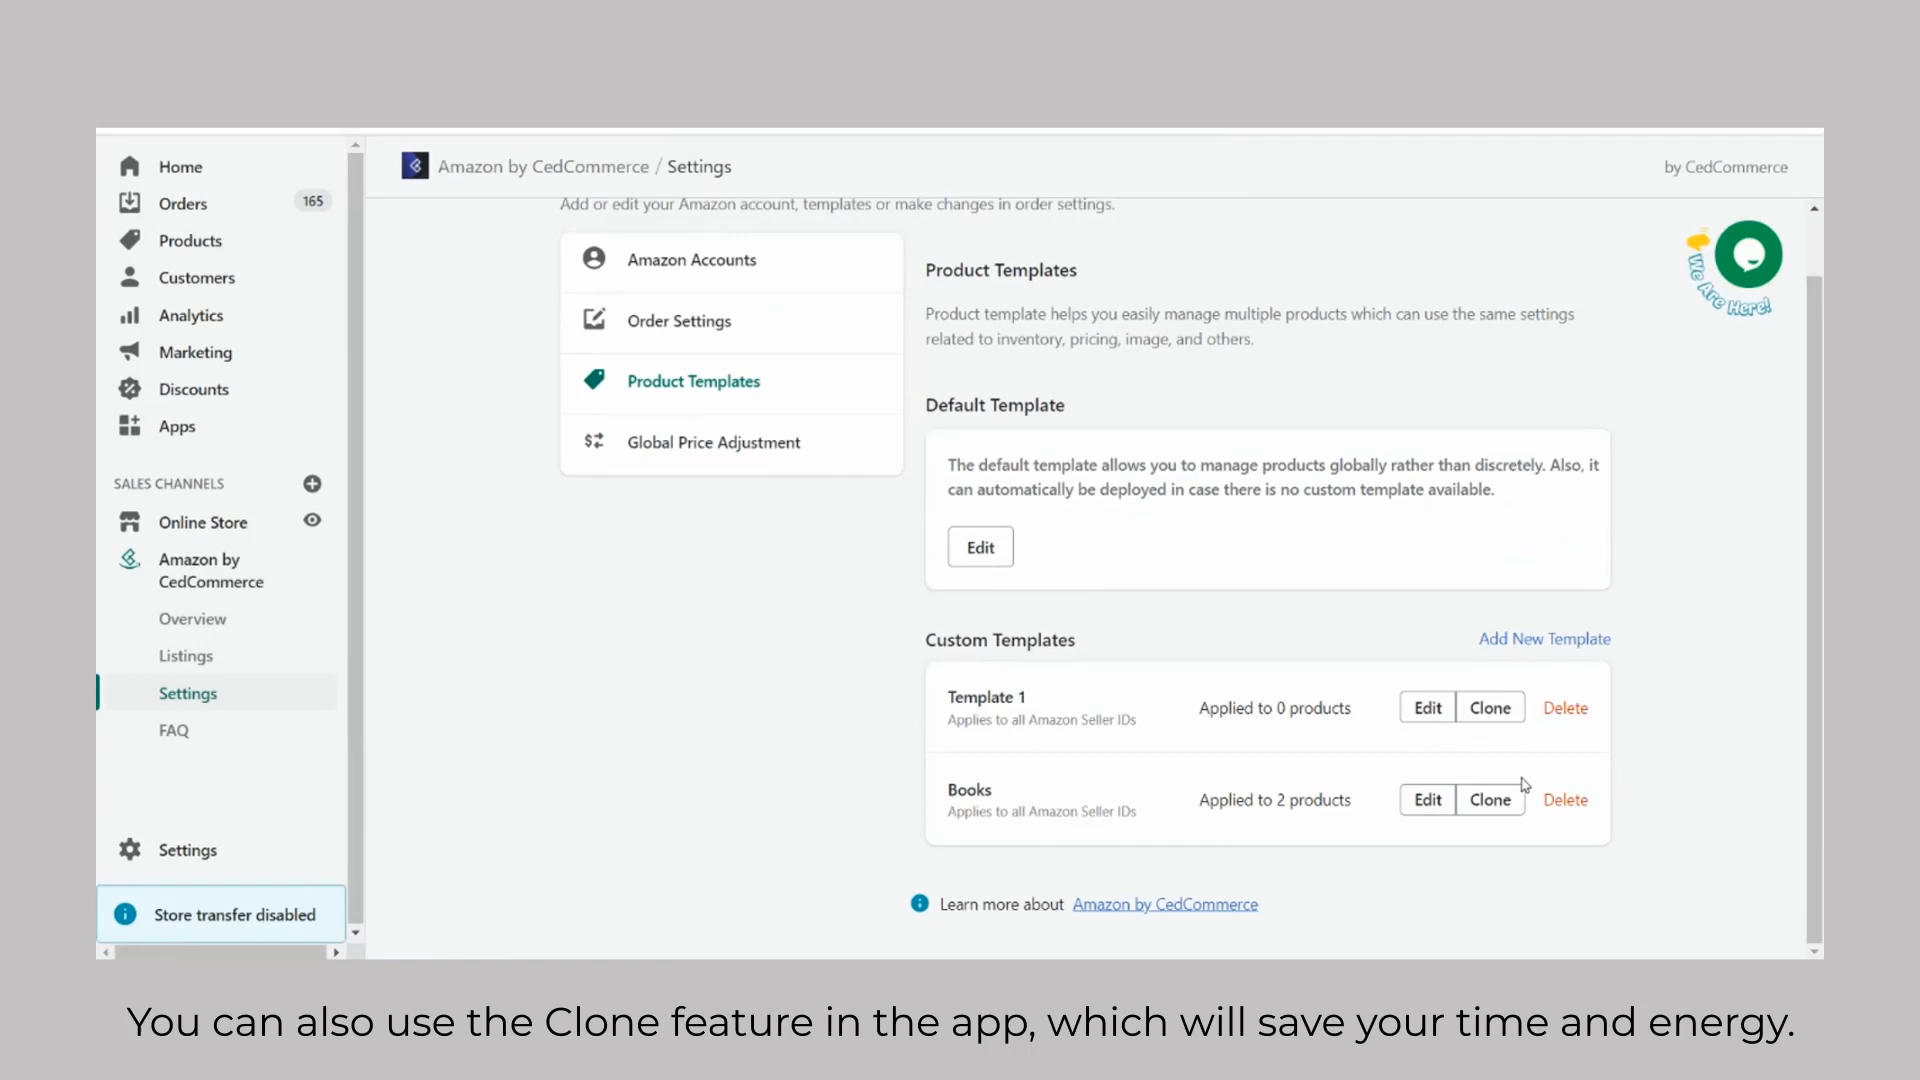 Home
Orders
165
Products
Customers
Analytics
Marketing
Discounts
Apps
SALES CHANNELS
Online Store
Amazon by
CedCommerce
Overview
Listings
Settings
FAQ
Settings
Store transfer disabled
Amazon by CedCommerce / Settings
by CedCommerce
Add or edit your Amazon account, templates or make changes in order settings.
Amazon Accounts
Order Settings
Product Templates
Global Price Adjustment
Product Templates
Product template helps you easily manage multiple products which can use the same settings
related to inventory, pricing, image, and others.
Default Template
The default template allows you to manage products globally rather than discretely. Also, it
can automatically be deployed in case there is no custom template available.
Edit
Custom Templates
Add New Template
Template 1
Applies to all Amazon Seller IDs
Applied to 0 products
Edit
Clone
Delete
Books
Applies to all Amazon Seller IDs
Applied to 2 products
Edit
Clone
Delete
Learn more about Amazon by CedCommerce
We Are Here!
You can also use the Clone feature in the app, which will save your time and energy.